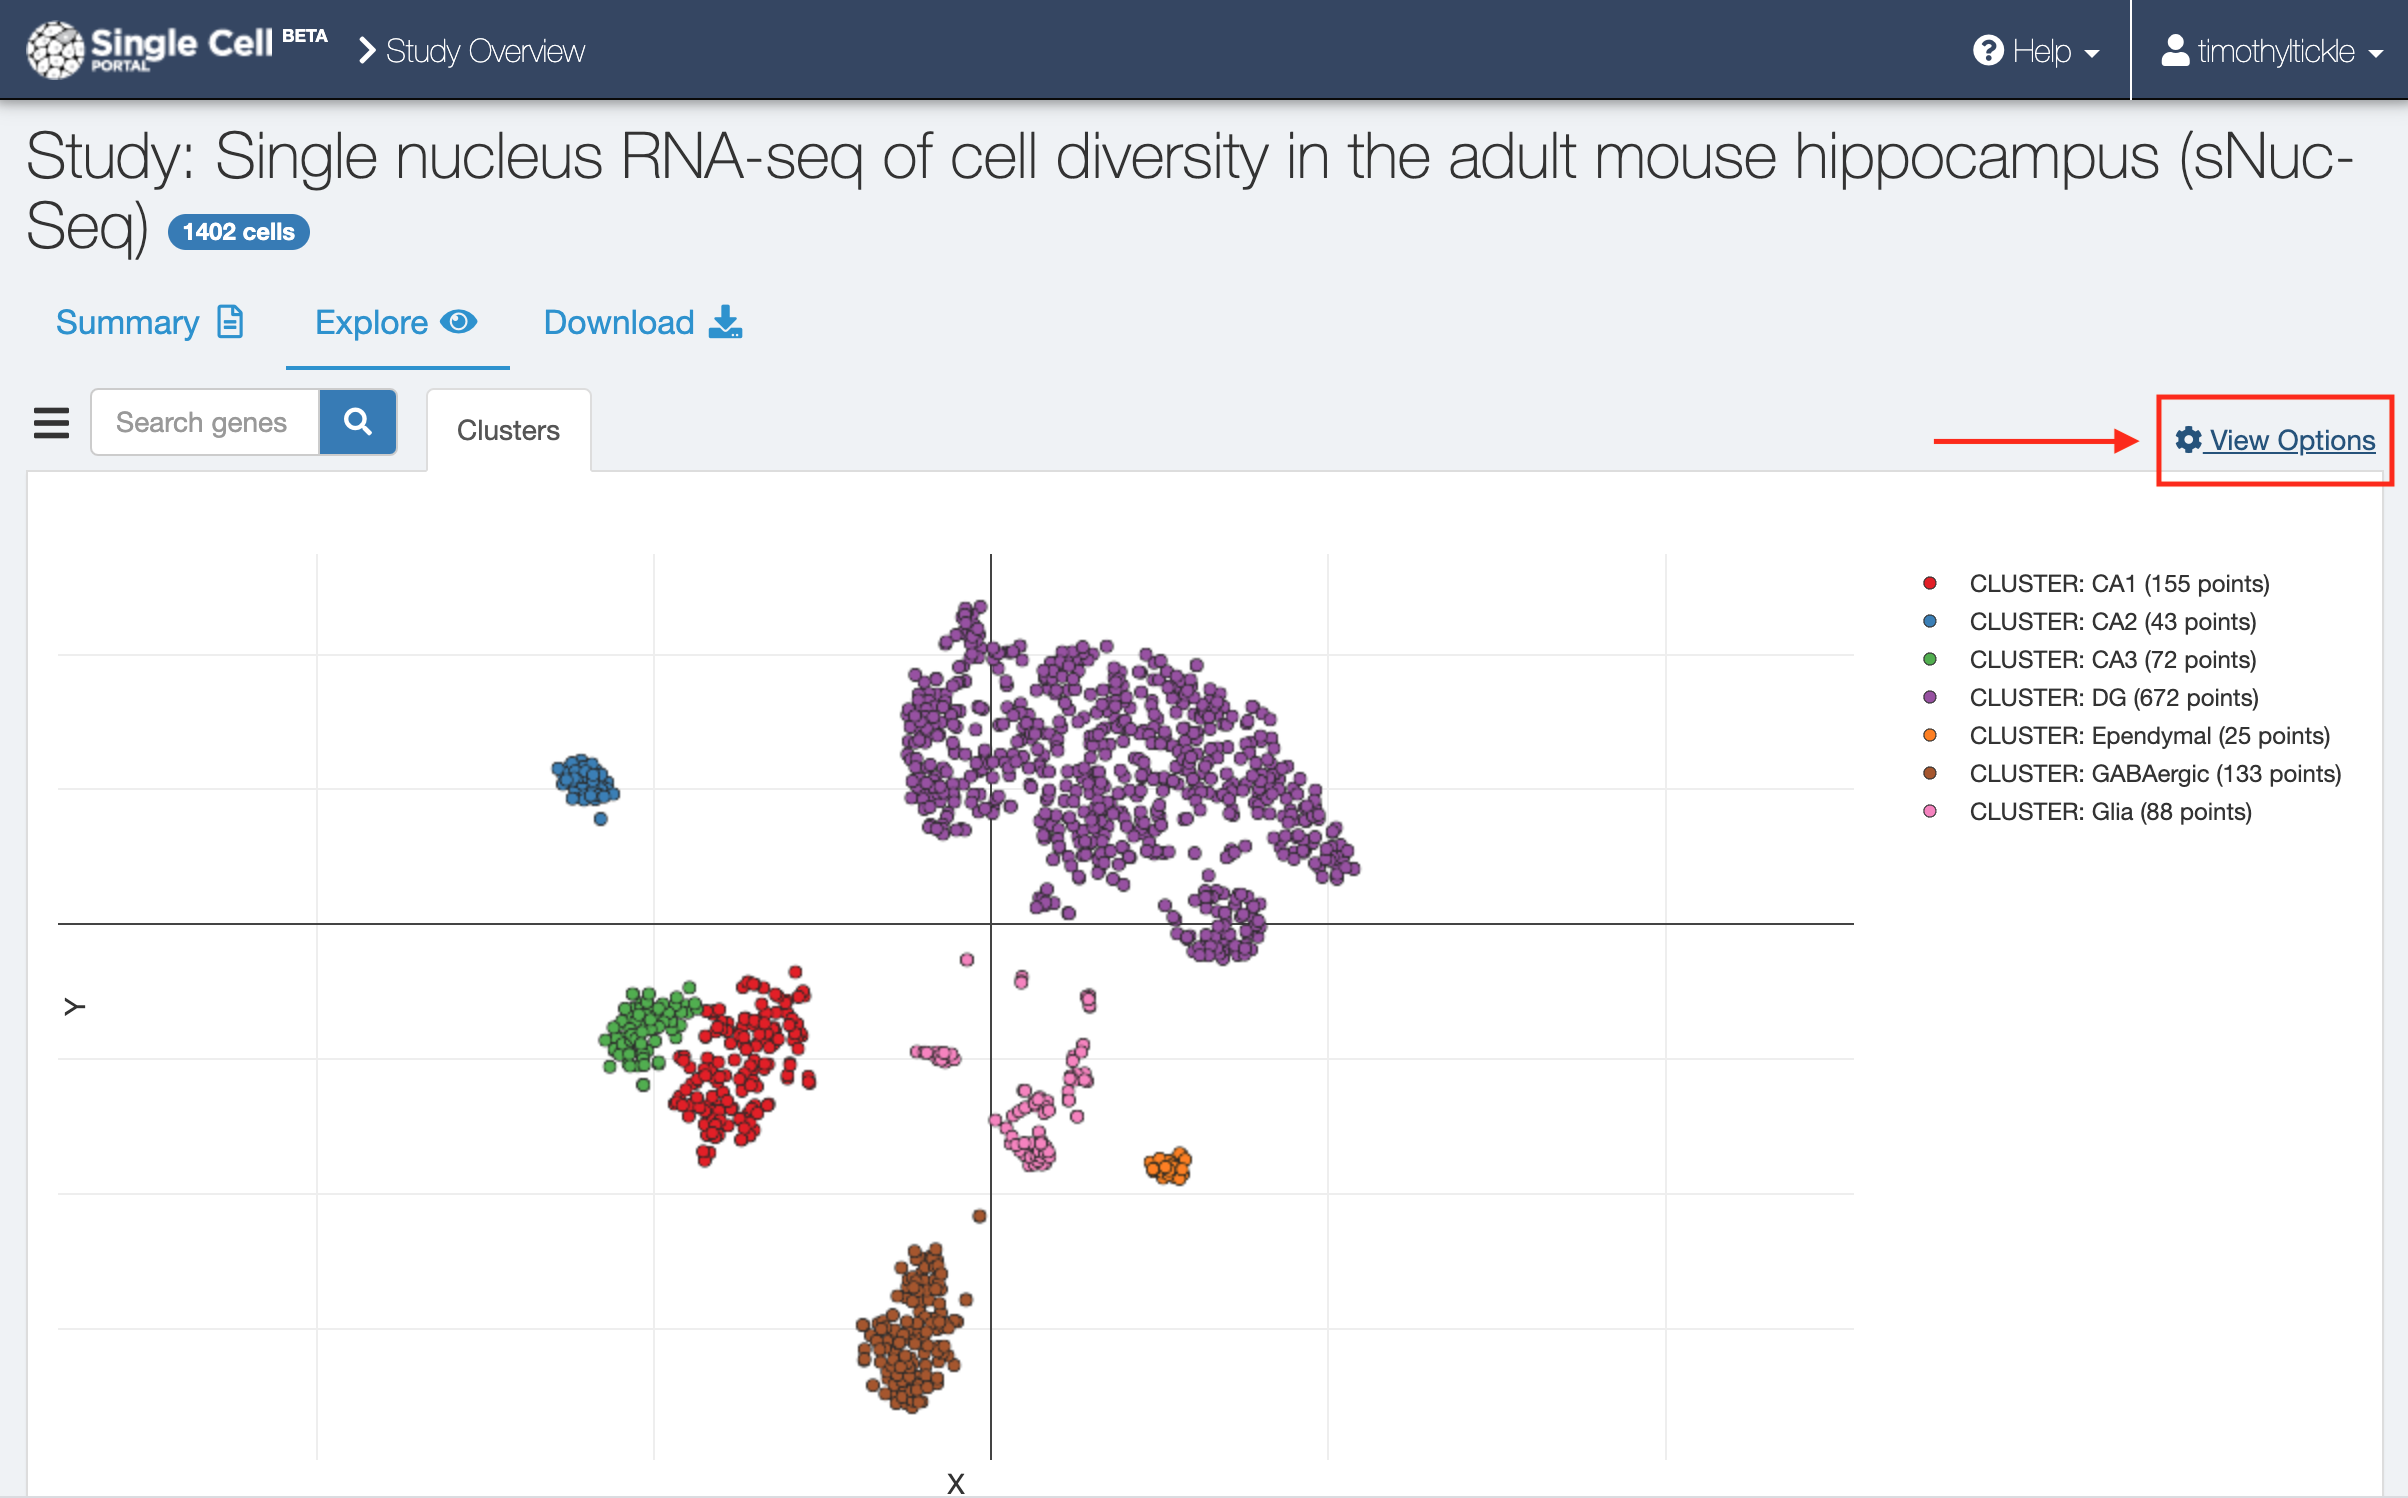 Single Cell BETA
PORTAL
Study Overview
Help
timothyltickle
Study: Single nucleus RNA-seq of cell diversity in the adult mouse hippocampus (sNuc-
Seq) 1402 cells
Summary
Explore
Download
Search genes
Clusters
View Options
CLUSTER: CA1 (155 points)
CLUSTER: CA2 (43 points)
CLUSTER: CA3 (72 points)
CLUSTER: DG (672 points)
CLUSTER: Ependymal (25 points)
CLUSTER: GABAergic (133 points)
CLUSTER: Glia (88 points)
Y
X